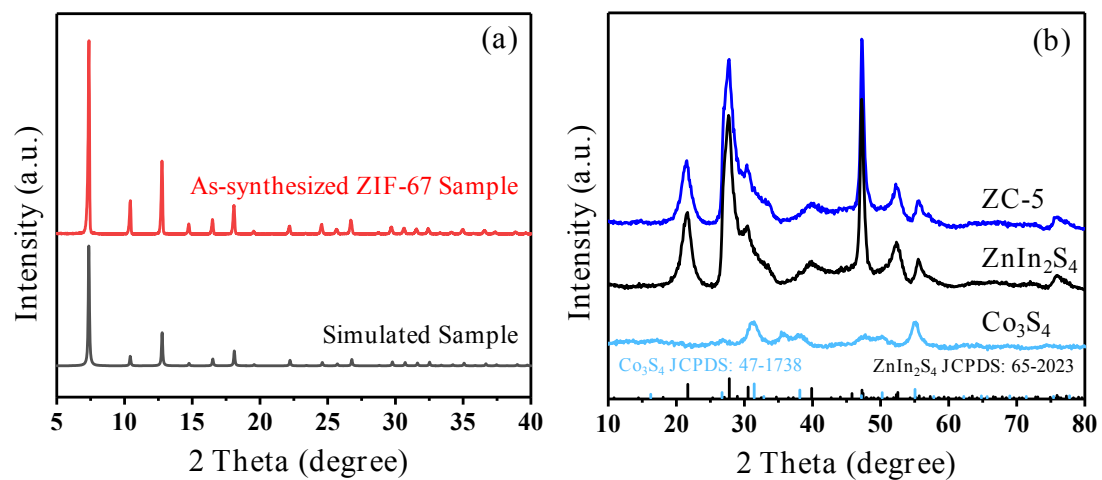 (a)
Intensity (a.u.)
As-synthesized ZIF-67 Sample
Simulated Sample
5 10 15 20 25 30 35 40
2 Theta (degree)
(b)
Intensity (a.u.)
ZC-5
ZnIn₂S₄
Co₃S₄
Co₃S₄ JCPDS: 47-1738 ZnIn₂S₄ JCPDS: 65-2023
10 20 30 40 50 60 70 80
2 Theta (degree)